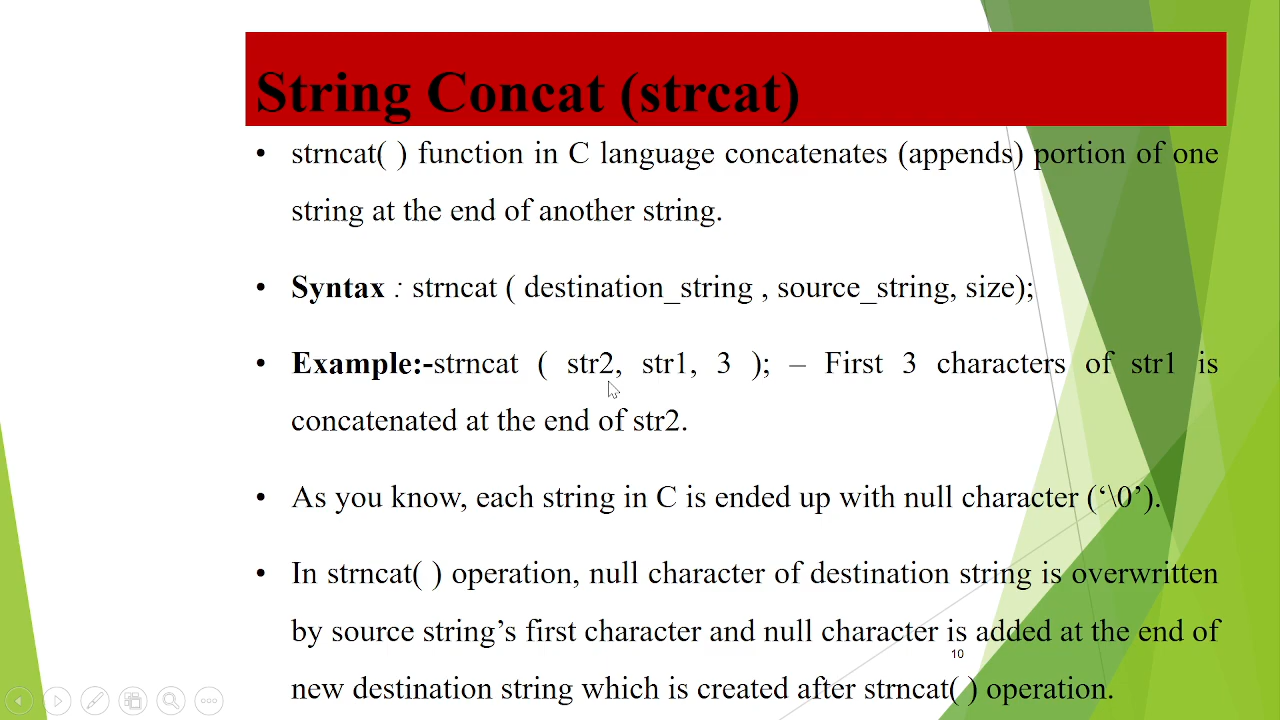 String Concat (strcat)
• strncat( ) function in C language concatenates (appends) portion of one
string at the end of another string.
• Syntax : strncat ( destination_string , source_string, size);
• Example:-strncat ( str2, str1, 3 ); – First 3 characters of str1 is
concatenated at the end of str2.
• As you know, each string in C is ended up with null character (‘\0’).
• In strncat( ) operation, null character of destination string is overwritten
by source string’s first character and null character is added at the end of
10
new destination string which is created after strncat( ) operation.